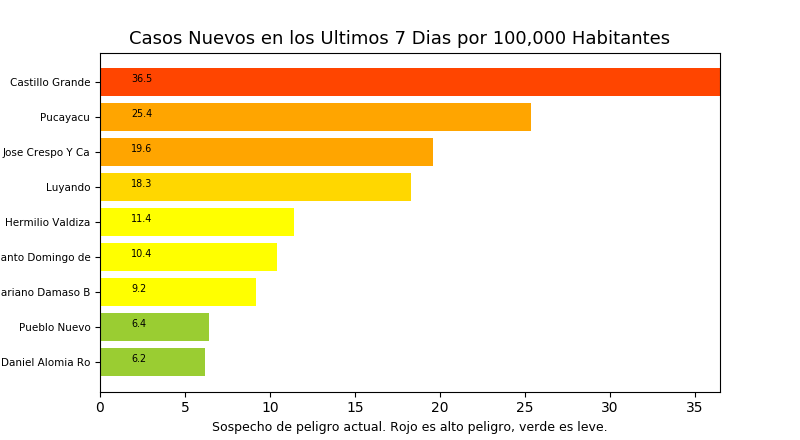 Casos Nuevos en los Ultimos 7 Dias por 100,000 Habitantes
Castillo Grande 36.5
Pucayacu 25.4
Jose Crespo Y Ca 19.6
Luyando 18.3
Hermilio Valdiza 11.4
anto Domingo de 10.4
ariano Damaso B 9.2
Pueblo Nuevo 6.4
Daniel Alomia Ro 6.2
0 5 10 15 20 25 30 35
Sospecho de peligro actual. Rojo es alto peligro, verde es leve.